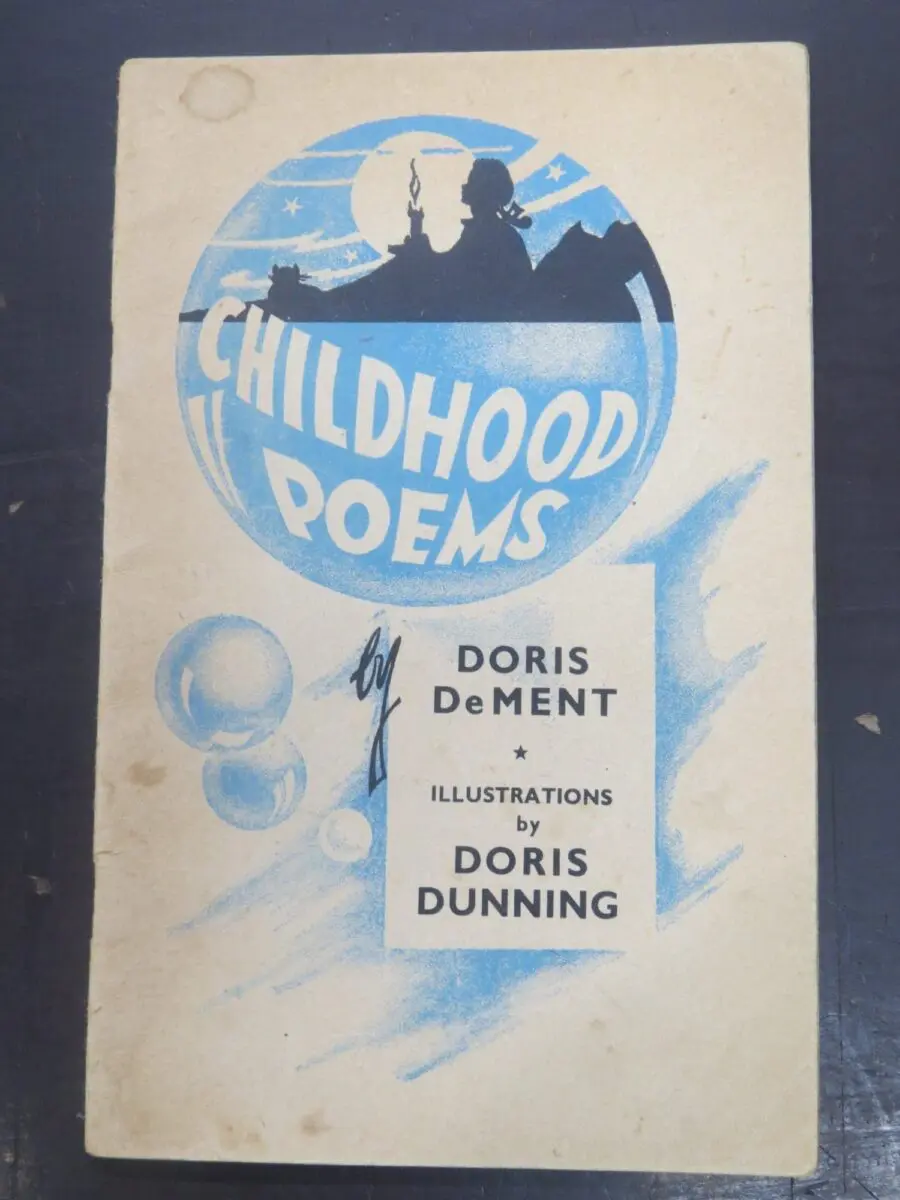 CHILDHOOD
POEMS
by
DORIS
DeMENT
★
ILLUSTRATIONS
by
DORIS
DUNNING